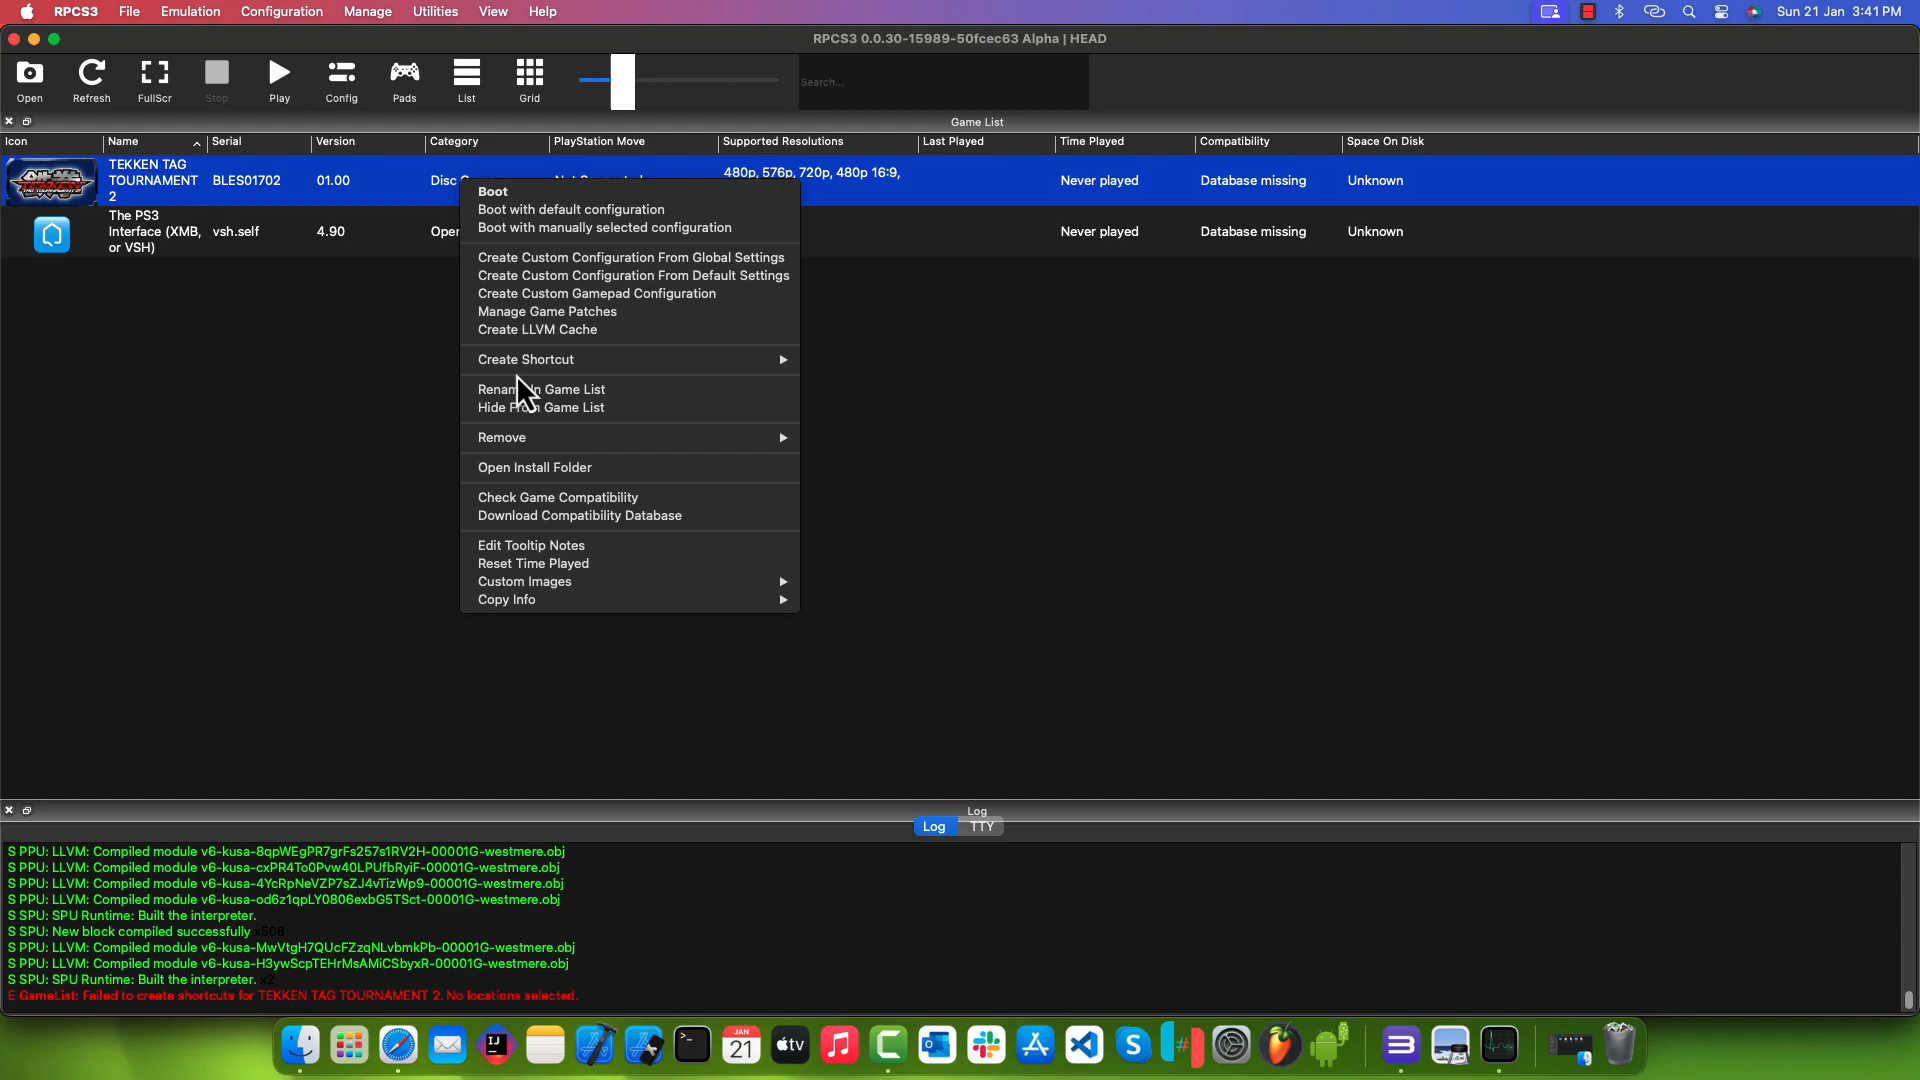 RPCS3 File Emulation Configuration Manage Utilities View Help Sun 21 Jan 3:41 PM
RPCS3 0.0.30-15989-50fcec63 Alpha | HEAD
Open Refresh FullScr Stop Play Config Pads List Grid Search...
Game List
Icon Name Serial Version Category PlayStation Move Supported Resolutions Last Played Time Played Compatibility Space On Disk
TEKKEN TAG
TOURNAMENT
2
BLES01702 01.00 480p, 576p, 720p, 480p 16:9, Never played Database missing Unknown
The PS3
Interface (XMB,
or VSH)
vsh.self 4.90 Never played Database missing Unknown
Boot
Boot with default configuration
Boot with manually selected configuration
Create Custom Configuration From Global Settings
Create Custom Configuration From Default Settings
Create Custom Gamepad Configuration
Manage Game Patches
Create LLVM Cache
Create Shortcut
Rename In Game List
Hide From Game List
Remove
Open Install Folder
Check Game Compatibility
Download Compatibility Database
Edit Tooltip Notes
Reset Time Played
Custom Images
Copy Info
Log
Log TTY
S PPU: LLVM: Compiled module v6-kusa-8qpWEgPR7grFs257s1RV2H-00001G-westmere.obj
S PPU: LLVM: Compiled module v6-kusa-cxPR4To0Pvw40LPUfbRyiF-00001G-westmere.obj
S PPU: LLVM: Compiled module v6-kusa-4YcRpNeVZP7sZJ4vTizWp9-00001G-westmere.obj
S PPU: LLVM: Compiled module v6-kusa-od6z1qpLY0806exbG5TSct-00001G-westmere.obj
S SPU: SPU Runtime: Built the interpreter.
S SPU: New block compiled successfully x508
S PPU: LLVM: Compiled module v6-kusa-MwVtgH7QUcFZzqNLvbmkPb-00001G-westmere.obj
S PPU: LLVM: Compiled module v6-kusa-H3ywScpTEHrMsAMiCSbyxR-00001G-westmere.obj
S SPU: SPU Runtime: Built the interpreter. x2
E GameList: Failed to create shortcuts for TEKKEN TAG TOURNAMENT 2. No locations selected.
IJ JAN 21 tv